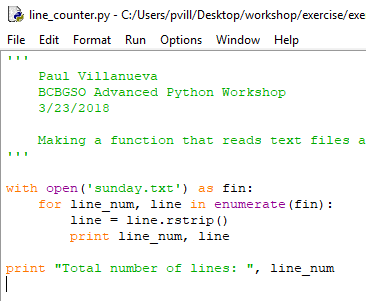 line_counter.py - C:/Users/pvill/Desktop/workshop/exercise/exe
File Edit Format Run Options Window Help
'''
    Paul Villanueva
    BCBGSO Advanced Python Workshop
    3/23/2018
    Making a function that reads text files a
'''
with open('sunday.txt') as fin:
    for line_num, line in enumerate(fin):
        line = line.rstrip()
        print line_num, line
print "Total number of lines: ", line_num